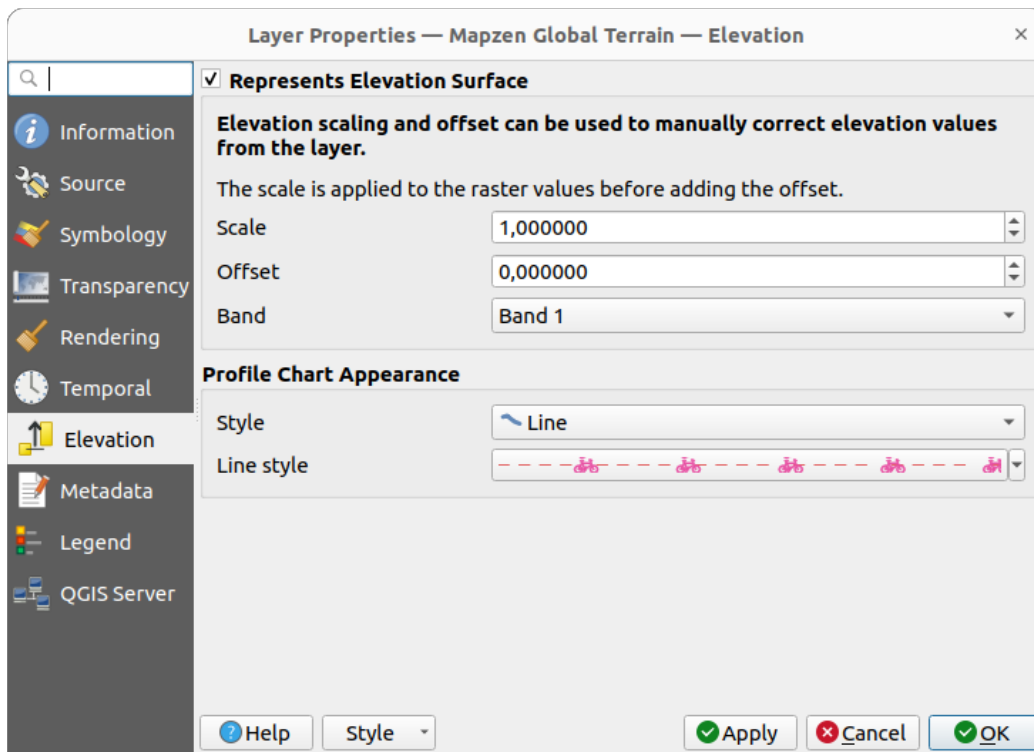 Layer Properties — Mapzen Global Terrain — Elevation
Information
Source
Symbology
Transparency
Rendering
Temporal
Elevation
Metadata
Legend
QGIS Server
Represents Elevation Surface
Elevation scaling and offset can be used to manually correct elevation values
from the layer.
The scale is applied to the raster values before adding the offset.
Scale 1,000000
Offset 0,000000
Band Band 1
Profile Chart Appearance
Style Line
Line style
Help Style Apply Cancel OK